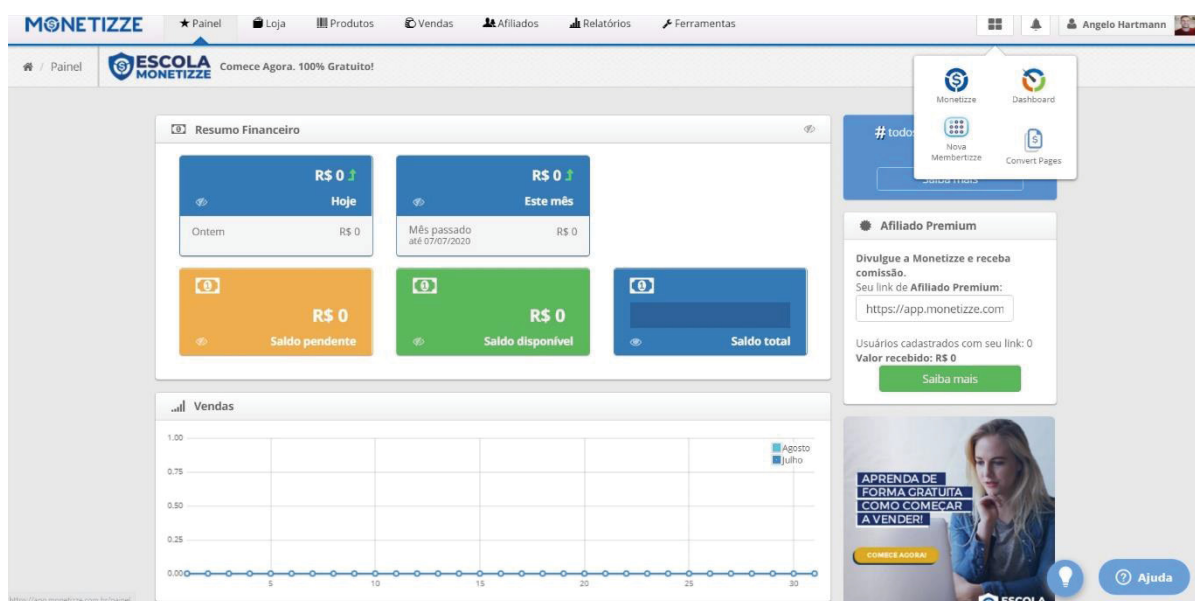 MONETIZZE
Painel
Loja
Produtos
Vendas
Afiliados
Relatórios
Ferramentas
Angelo Hartmann
/ Painel
ESCOLA
MONETIZZE
Comece Agora. 100% Gratuito!
Monetizze
Dashboard
Nova
Membertizze
Convert Pages
Resumo Financeiro
R$ 0
Hoje
Ontem R$ 0
R$ 0
Este mês
Mês passado R$ 0
até 07/07/2020
R$ 0
Saldo pendente
R$ 0
Saldo disponível
Saldo total
Saiba mais
Afiliado Premium
Divulgue a Monetizze e receba
comissão.
Seu link de Afiliado Premium:
https://app.monetizze.com
Usuários cadastrados com seu link: 0
Valor recebido: R$ 0
Saiba mais
Vendas
1.00
0.75
0.50
0.25
0.00
5 10 15 20 25 30
Agosto
Julho
APRENDA DE
FORMA GRATUITA
COMO COMEÇAR
A VENDER!
COMECE AGORA!
ESCOLA
Ajuda